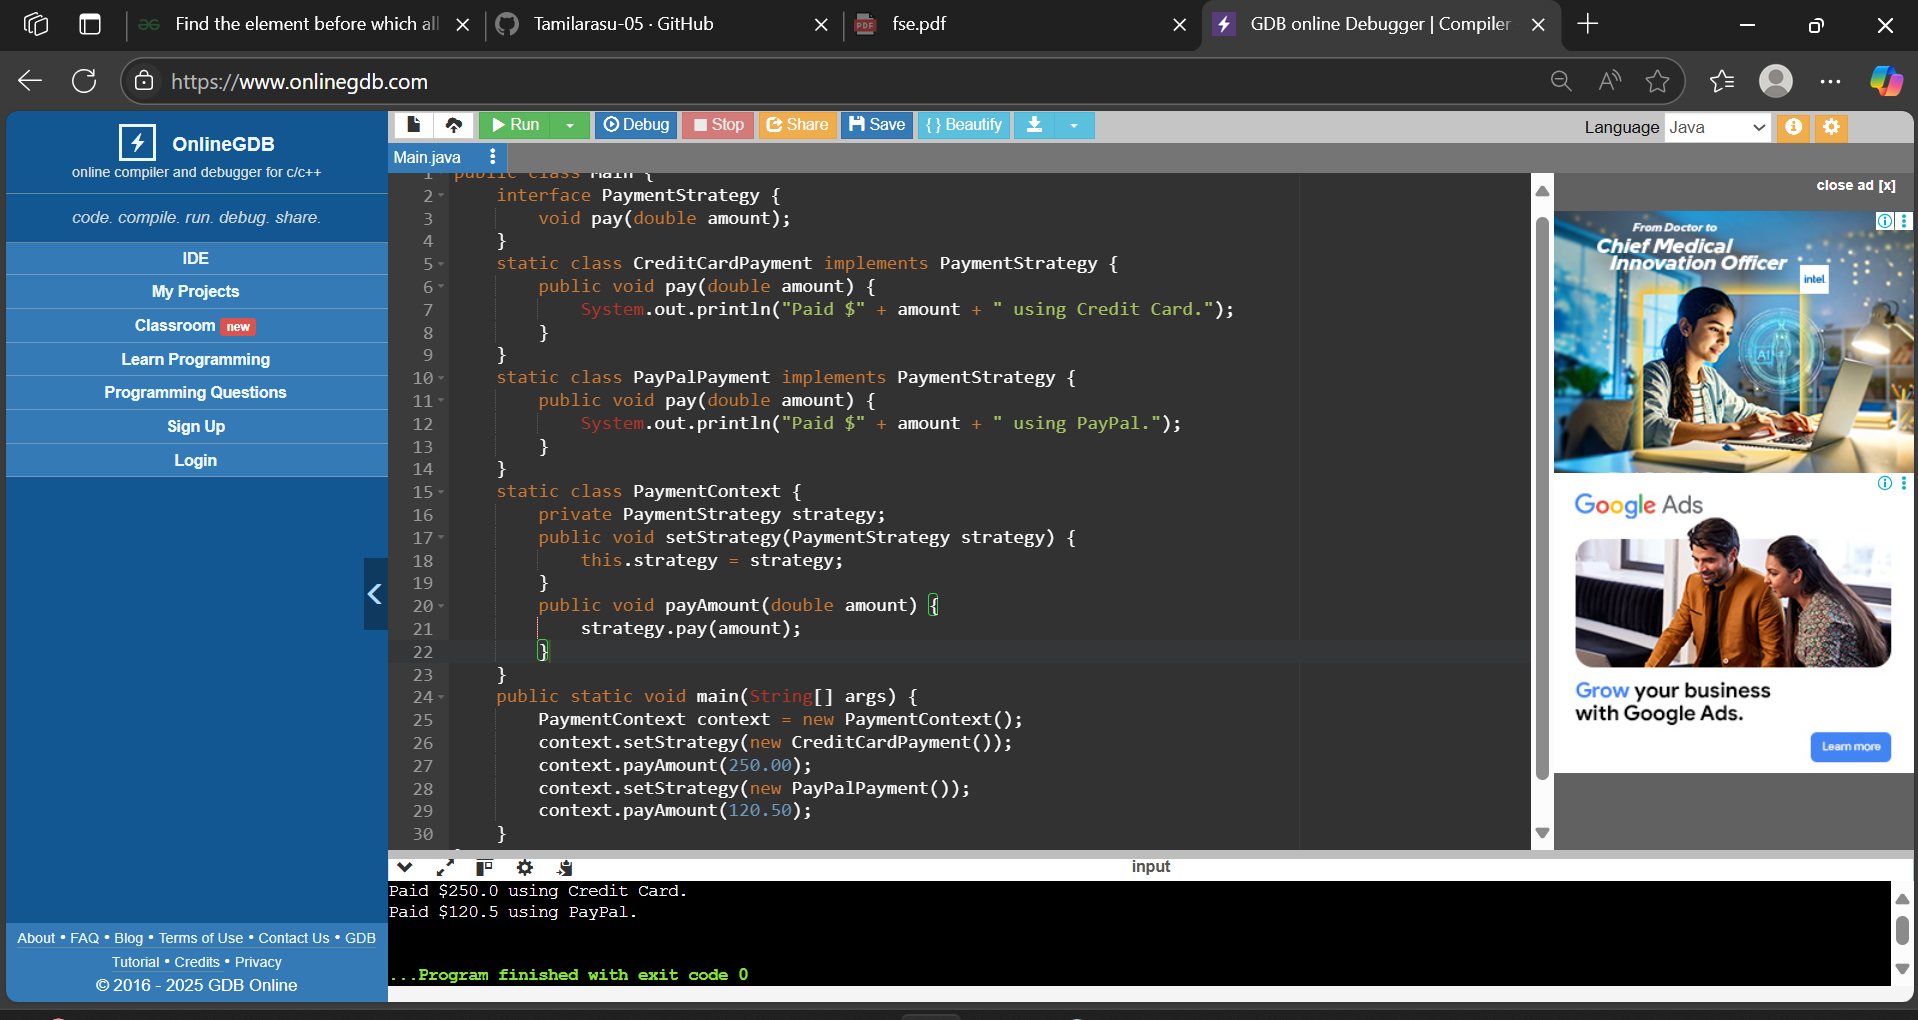 Find the element before which all
Tamilarasu-05 · GitHub
fse.pdf
GDB online Debugger | Compiler
https://www.onlinegdb.com
OnlineGDB
online compiler and debugger for c/c++
code. compile. run. debug. share.
IDE
My Projects
Classroom new
Learn Programming
Programming Questions
Sign Up
Login
About • FAQ • Blog • Terms of Use • Contact Us • GDB
Tutorial • Credits • Privacy
© 2016 - 2025 GDB Online
Run Debug Stop Share Save {} Beautify
Language Java
Main.java
1 public class Main {
2     interface PaymentStrategy {
3         void pay(double amount);
4     }
5     static class CreditCardPayment implements PaymentStrategy {
6         public void pay(double amount) {
7             System.out.println("Paid $" + amount + " using Credit Card.");
8         }
9     }
10     static class PayPalPayment implements PaymentStrategy {
11         public void pay(double amount) {
12             System.out.println("Paid $" + amount + " using PayPal.");
13         }
14     }
15     static class PaymentContext {
16         private PaymentStrategy strategy;
17         public void setStrategy(PaymentStrategy strategy) {
18             this.strategy = strategy;
19         }
20         public void payAmount(double amount) {
21             strategy.pay(amount);
22         }
23     }
24     public static void main(String[] args) {
25         PaymentContext context = new PaymentContext();
26         context.setStrategy(new CreditCardPayment());
27         context.payAmount(250.00);
28         context.setStrategy(new PayPalPayment());
29         context.payAmount(120.50);
30     }
input
Paid $250.0 using Credit Card.
Paid $120.5 using PayPal.
...Program finished with exit code 0
close ad [x]
From Doctor to
Chief Medical
Innovation Officer
intel
AI
Google Ads
Grow your business
with Google Ads.
Learn more